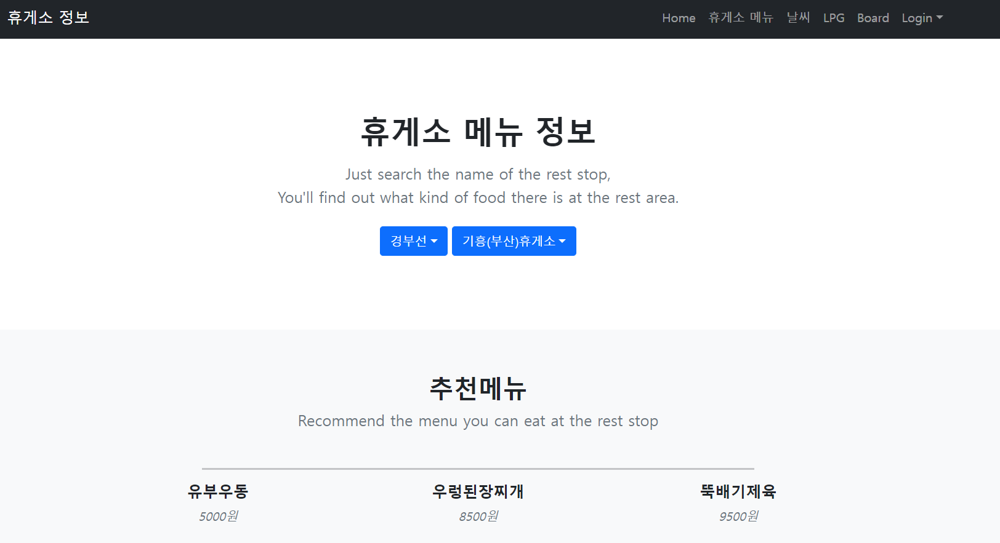 휴게소 정보 Home 휴게소 메뉴 날씨 LPG Board Login
휴게소 메뉴 정보
Just search the name of the rest stop,
You'll find out what kind of food there is at the rest area.
경부선 기흥(부산)휴게소
추천메뉴
Recommend the menu you can eat at the rest stop
유부우동 우렁된장찌개 뚝배기제육
5000원 8500원 9500원